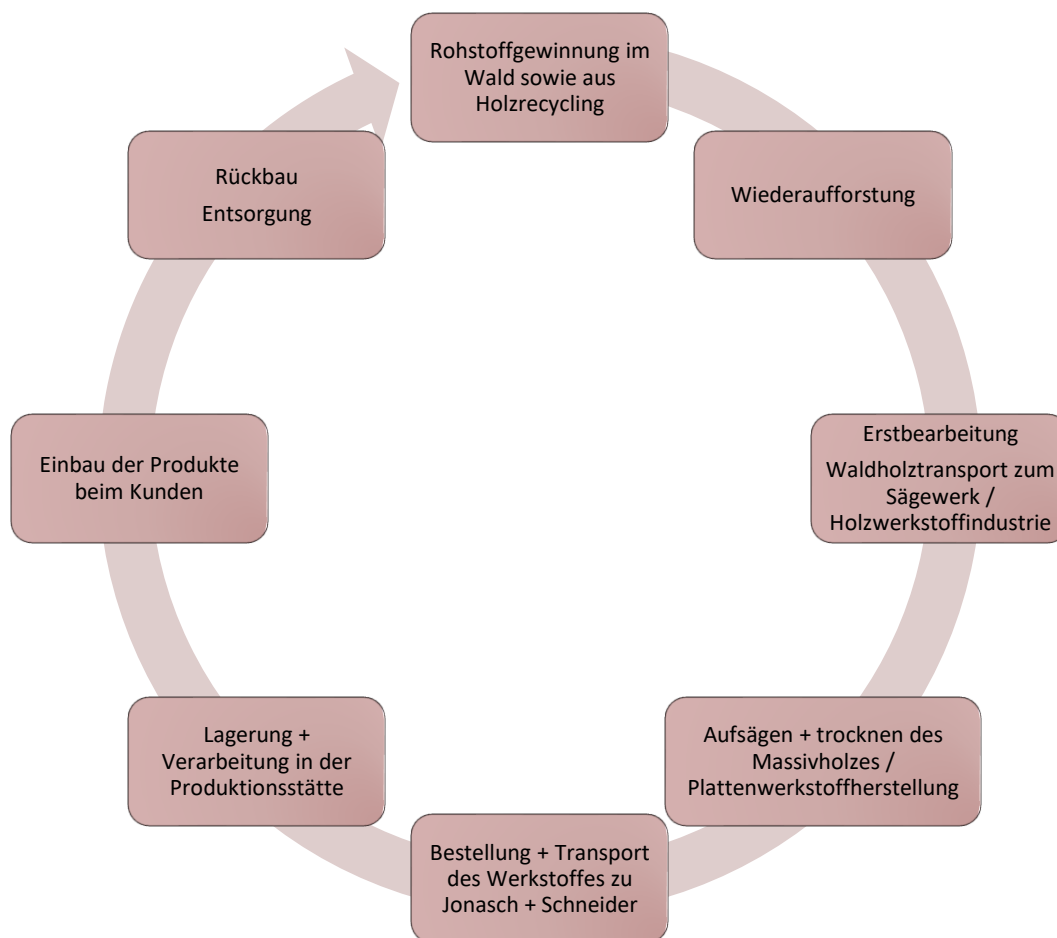 Rohstoffgewinnung im
Wald sowie aus
Holzrecycling
Wiederaufforstung
Erstbearbeitung
Waldholztransport zum
Sägewerk /
Holzwerkstoffindustrie
Aufsägen + trocknen des
Massivholzes /
Plattenwerkstoffherstellung
Bestellung + Transport
des Werkstoffes zu
Jonasch + Schneider
Lagerung +
Verarbeitung in der
Produktionsstätte
Einbau der Produkte
beim Kunden
Rückbau
Entsorgung